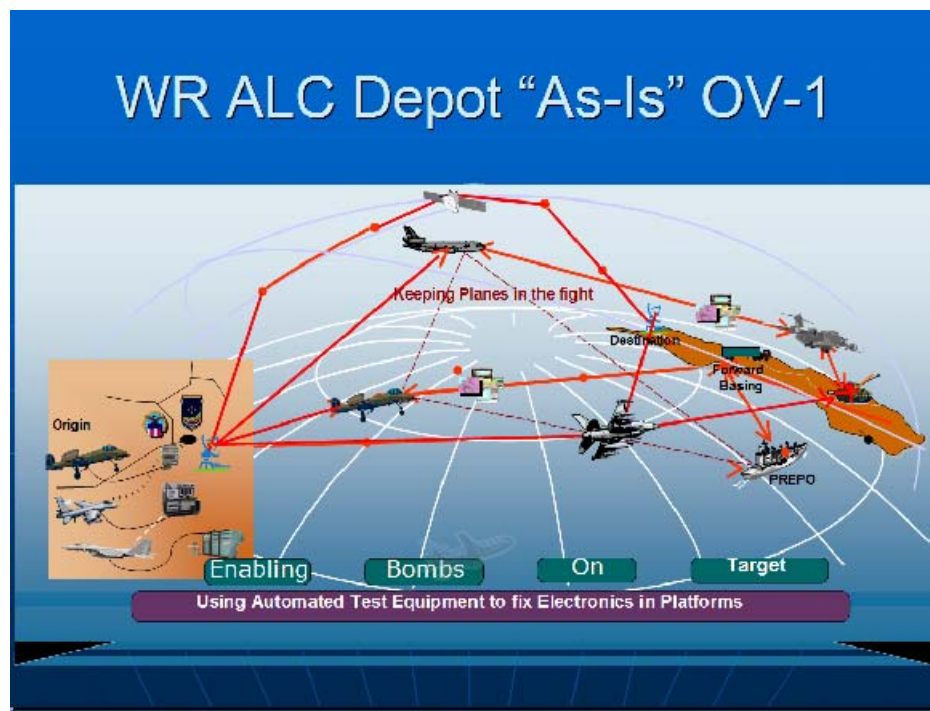 WR ALC Depot “As-Is” OV-1
Keeping Planes in the fight
Destination
Forward
Basing
Origin
PREPO
Enabling Bombs On Target
Using Automated Test Equipment to fix Electronics in Platforms